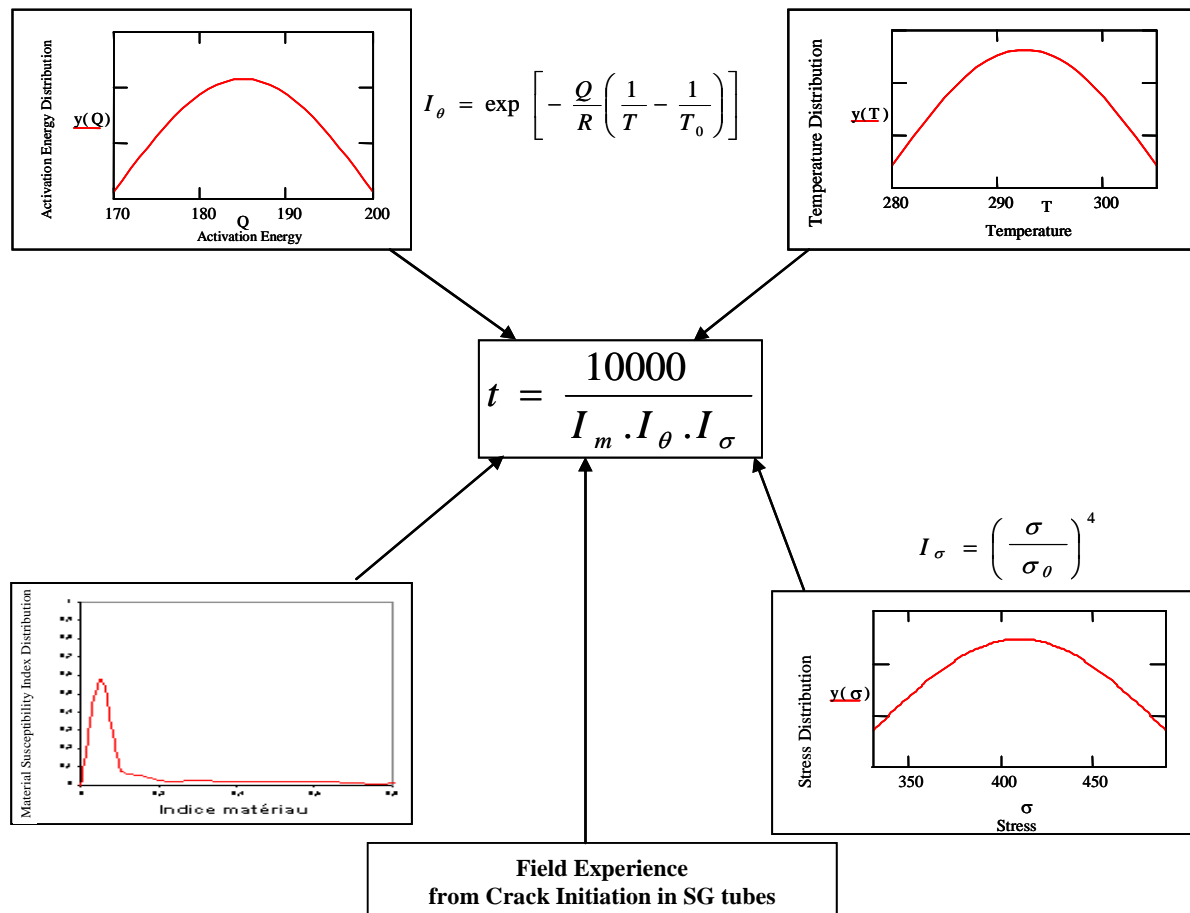 Activation Energy Distribution
y(Q)
170 180 190 200
Q
Activation Energy
I_θ = exp [ - Q/R ( 1/T - 1/T_0 ) ]
Temperature Distribution
y(T)
280 290 300
T
Temperature
t = 10000 / I_m . I_θ . I_σ
Material Susceptibility Index Distribution
Indice matériau
I_σ = ( σ / σ_0 )^4
Stress Distribution
y(σ)
350 400 450
σ
Stress
Field Experience
from Crack Initiation in SG tubes